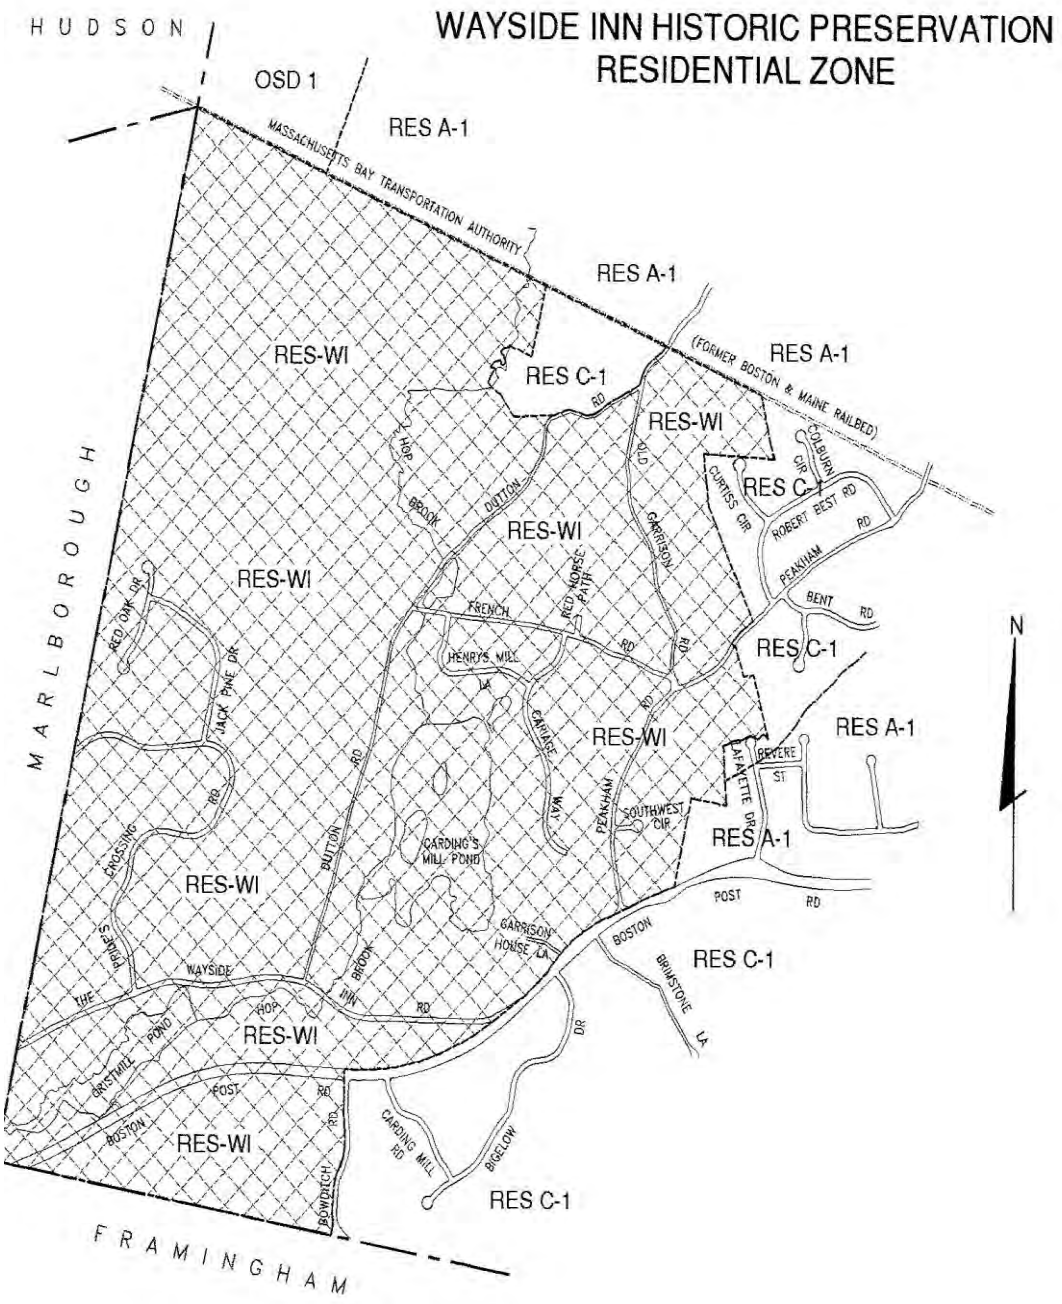 HUDSON
WAYSIDE INN HISTORIC PRESERVATION
RESIDENTIAL ZONE
OSD 1
RES A-1
MASSACHUSETTS BAY TRANSPORTATION AUTHORITY
RES A-1
(FORMER BOSTON & MAINE RAILBED)
RES A-1
RES-WI
RES C-1
RD
RES-WI
HOP
BROOK
DUTTON
OLD
GARRISON
RD
CURTISS CIR
COLBURN
CIR
RES C-1
ROBERT BEST RD
PEAKHAM
RD
MARLBOROUGH
RES-WI
RES-WI
RED OAK DR
JACK PINE DR
FRENCH
RED HORSE
PATH
RD
HENRYS MILL
LA
BENT
RD
RES C-1
N
RD
CARIAGE
WAY
RES-WI
RD
PEAKHAM
RES A-1
LAFAYETTE DR
REVERE
ST
SOUTHWEST
CIR
RES A-1
RD
CROSSING
PRIDE'S
DUTTON
CARDING'S
MILL POND
RES-WI
POST
RD
GARRISON
HOUSE LA
BOSTON
RES C-1
BRIMSTONE
LA
THE
WAYSIDE
INN
RD
BROOK
HOP
POND
GRISTMILL
RES-WI
DR
BIGELOW
BOSTON
POST
RD
RD
BOWDITCH
CARDING MILL
RD
RES-WI
RES C-1
FRAMINGHAM